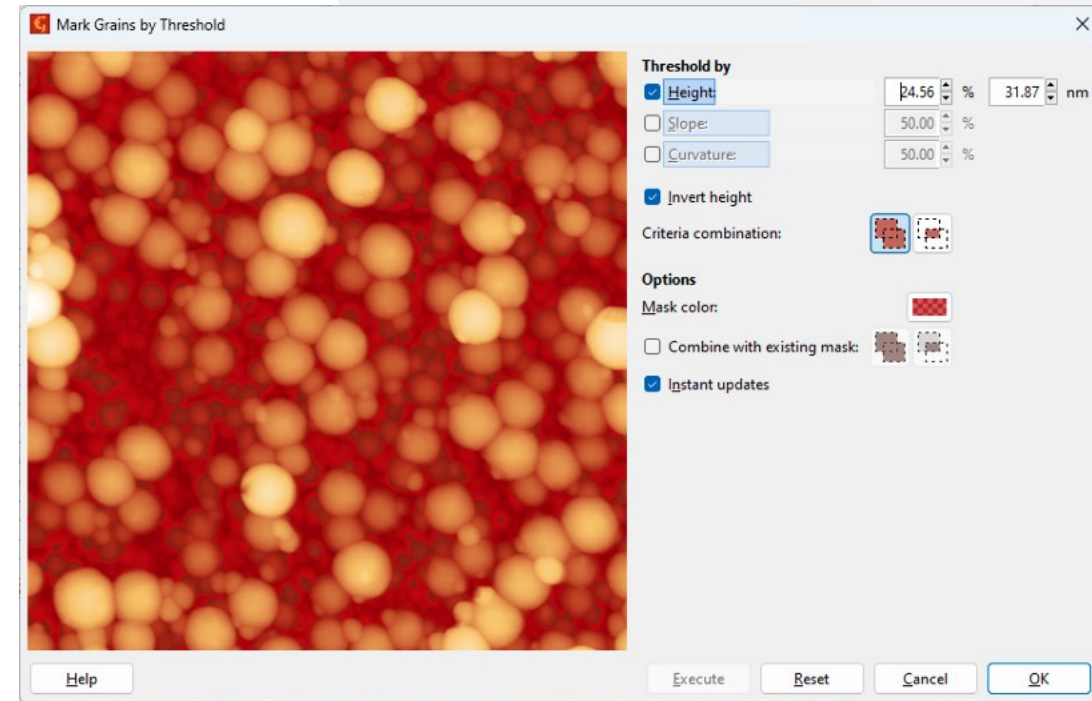 Mark Grains by Threshold
Threshold by
Height: 24.56 % 31.87 nm
Slope: 50.00 %
Curvature: 50.00 %
Invert height
Criteria combination:
Options
Mask color:
Combine with existing mask:
Instant updates
Help Execute Reset Cancel OK